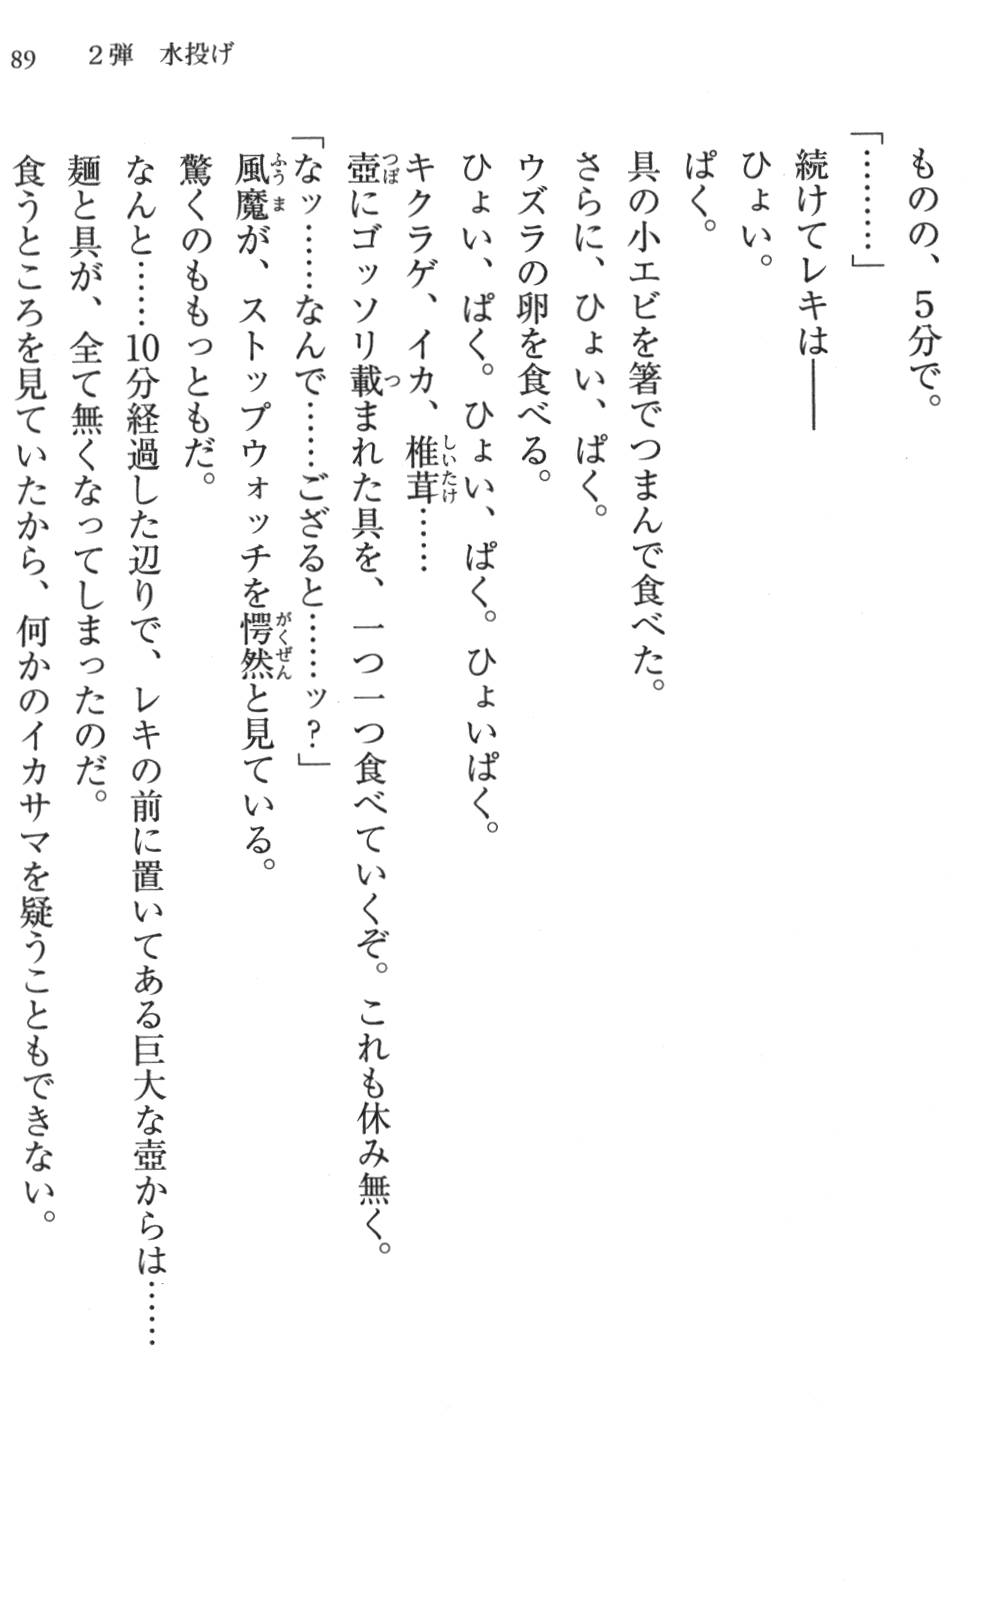 89　２弾　水投げ
ものの、５分で。
「………」
続けてレキは――
ひょい。
ぱく。
具の小エビを箸でつまんで食べた。
さらに、ひょい、ぱく。
ウズラの卵を食べる。
ひょい、ぱく。ひょい、ぱく。ひょいぱく。
キクラゲ、イカ、椎茸……
壺にゴッソリ載まれた具を、一つ一つ食べていくぞ。これも休み無く。
「なッ……なんで……ござると……ッ?」
風魔が、ストップウォッチを愕然と見ている。
驚くのももっともだ。
なんと……10分経過した辺りで、レキの前に置いてある巨大な壺からは……
麺と具が、全て無くなってしまったのだ。
食うところを見ていたから、何かのイカサマを疑うこともできない。